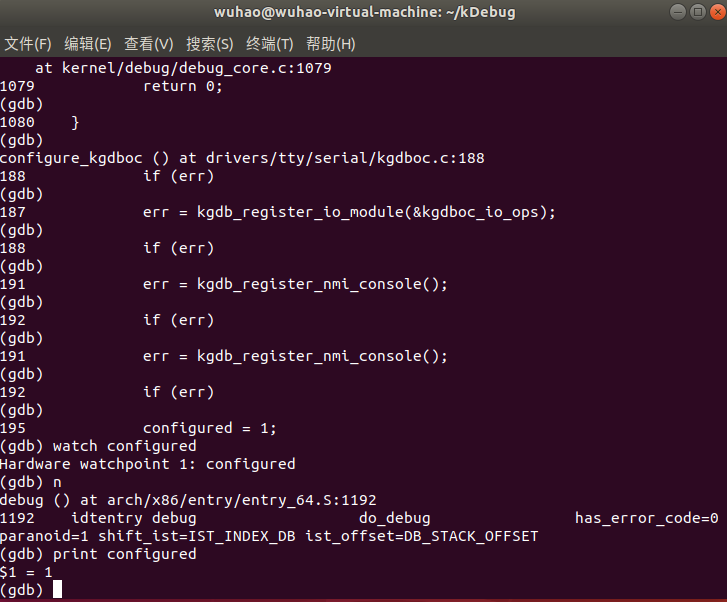 wuhao@wuhao-virtual-machine: ~/kDebug
文件(F) 编辑(E) 查看(V) 搜索(S) 终端(T) 帮助(H)
    at kernel/debug/debug_core.c:1079
1079            return 0;
(gdb)
1080    }
(gdb)
configure_kgdboc () at drivers/tty/serial/kgdboc.c:188
188             if (err)
(gdb)
187             err = kgdb_register_io_module(&kgdboc_io_ops);
(gdb)
188             if (err)
(gdb)
191             err = kgdb_register_nmi_console();
(gdb)
192             if (err)
(gdb)
191             err = kgdb_register_nmi_console();
(gdb)
192             if (err)
(gdb)
195             configured = 1;
(gdb) watch configured
Hardware watchpoint 1: configured
(gdb) n
debug () at arch/x86/entry/entry_64.S:1192
1192    idtentry debug                  do_debug                has_error_code=0
paranoid=1 shift_ist=IST_INDEX_DB ist_offset=DB_STACK_OFFSET
(gdb) print configured
$1 = 1
(gdb)